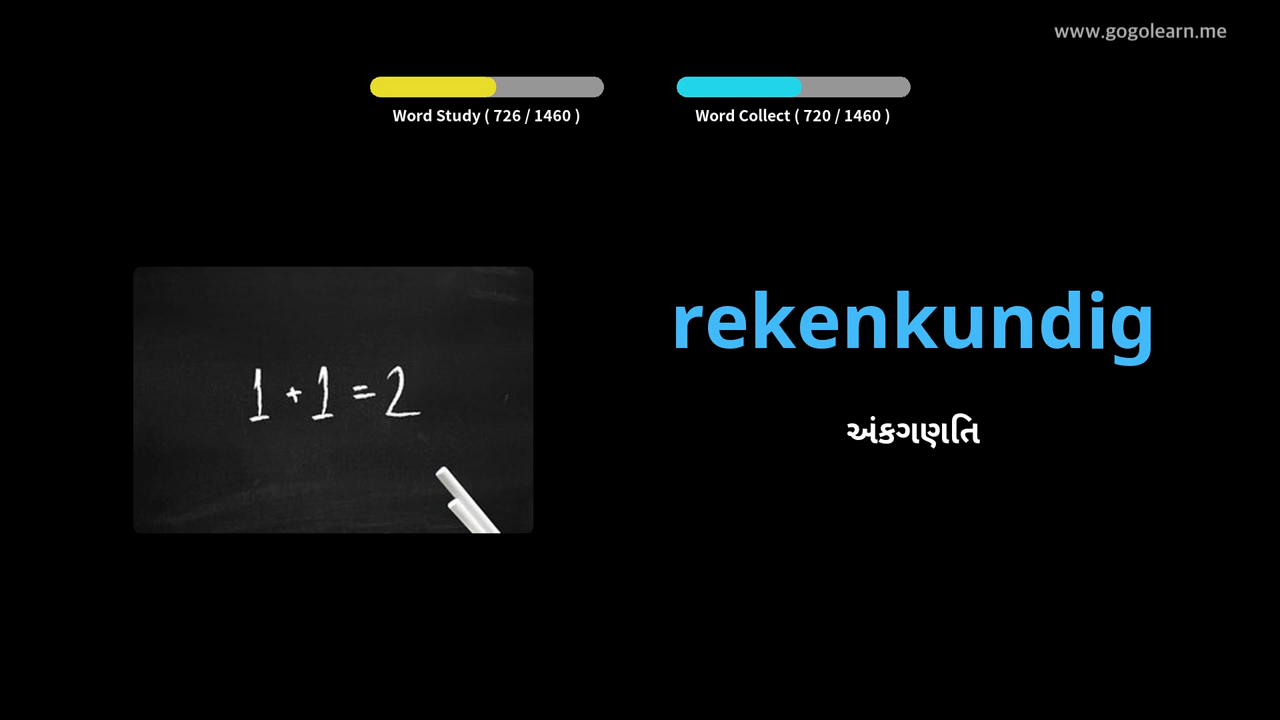 www.gogolearn.me
Word Study ( 726 / 1460 )
Word Collect ( 720 / 1460 )
rekenkundig
1 + 1 = 2
અંકગણતિ